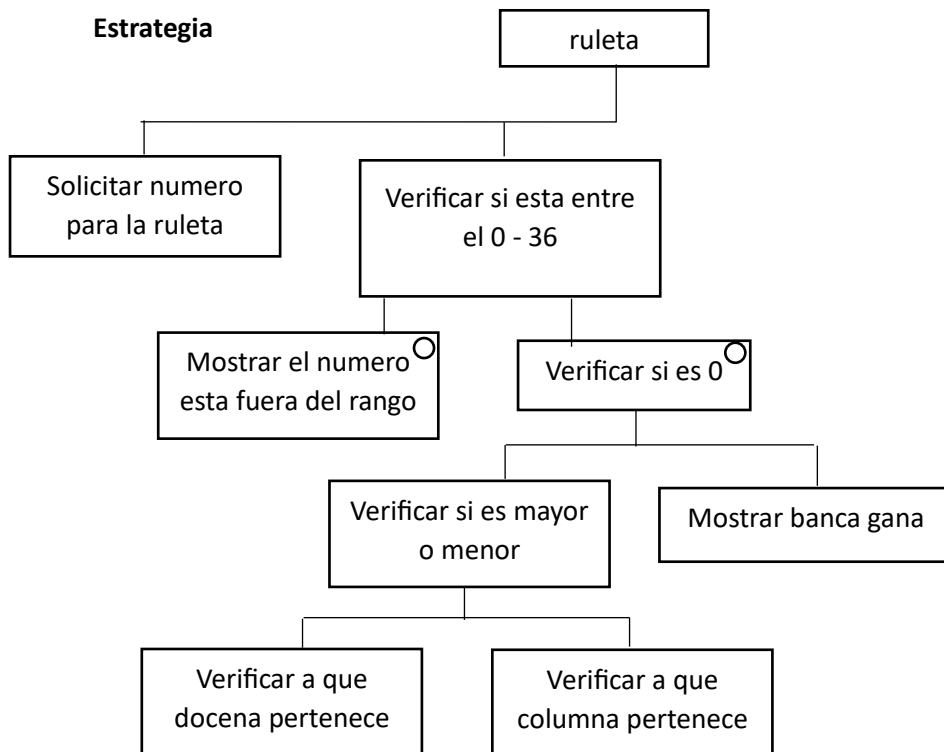 Estrategia
ruleta
Solicitar numero
para la ruleta
Verificar si esta entre
el 0 - 36
Mostrar el numero
esta fuera del rango
Verificar si es 0
Verificar si es mayor
o menor
Mostrar banca gana
Verificar a que
docena pertenece
Verificar a que
columna pertenece